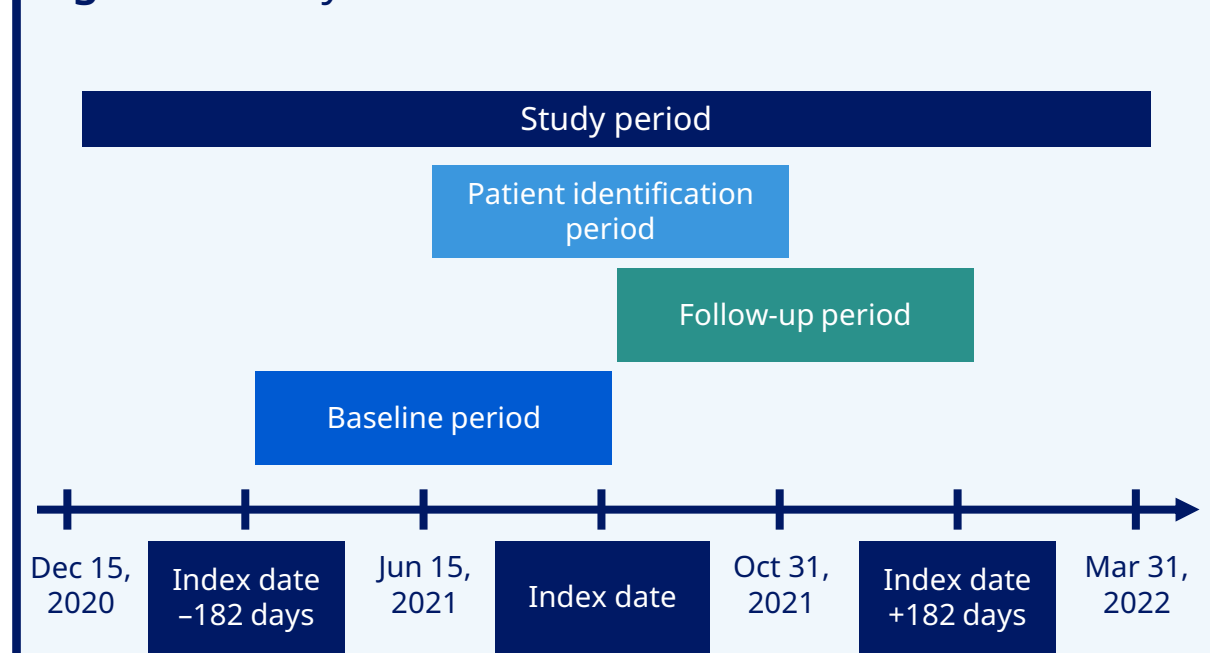 Study period
Patient identification
period
Follow-up period
Baseline period
Dec 15,
2020
Index date
–182 days
Jun 15,
2021
Index date
Oct 31,
2021
Index date
+182 days
Mar 31,
2022